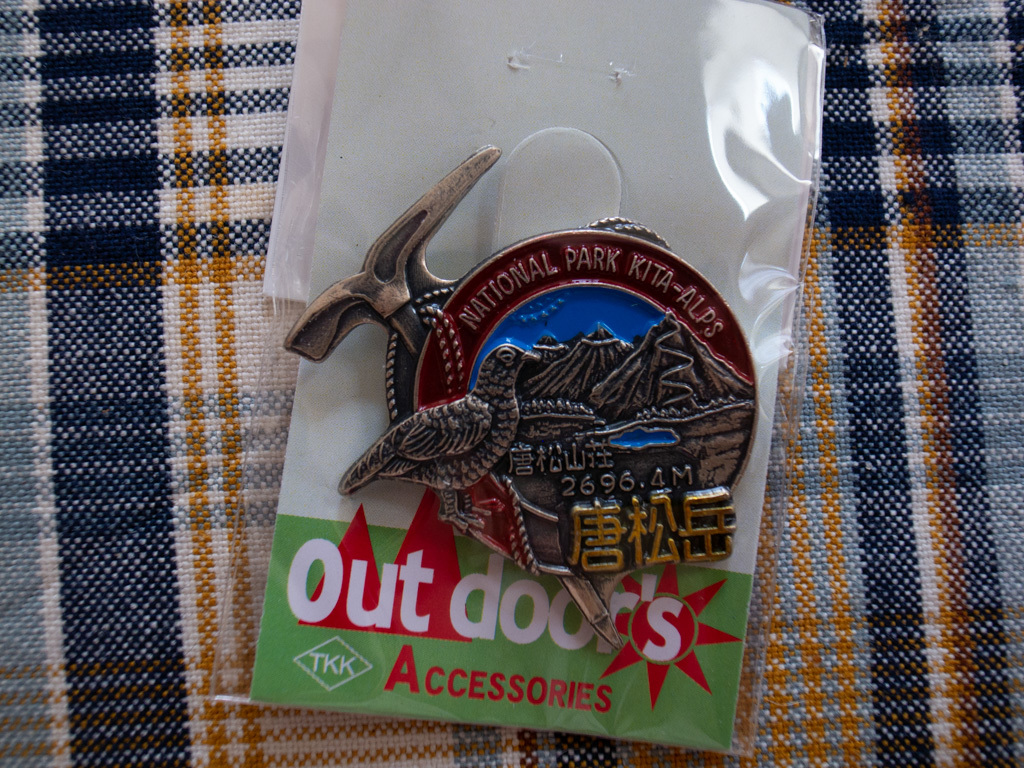 NATIONAL PARK KITA-ALPS
唐松山荘
2696.4M
唐松岳
Out door's
TKK
ACCESSORIES